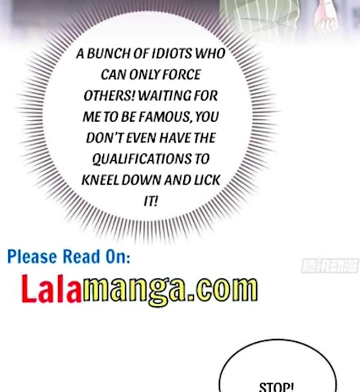 A BUNCH OF IDIOTS WHO
CAN ONLY FORCE
OTHERS! WAITING FOR
ME TO BE FAMOUS, YOU
DON'T EVEN HAVE THE
QUALIFICATIONS TO
KNEEL DOWN AND LICK
IT!
Please Read On:
Lalamanga.com
STOP!